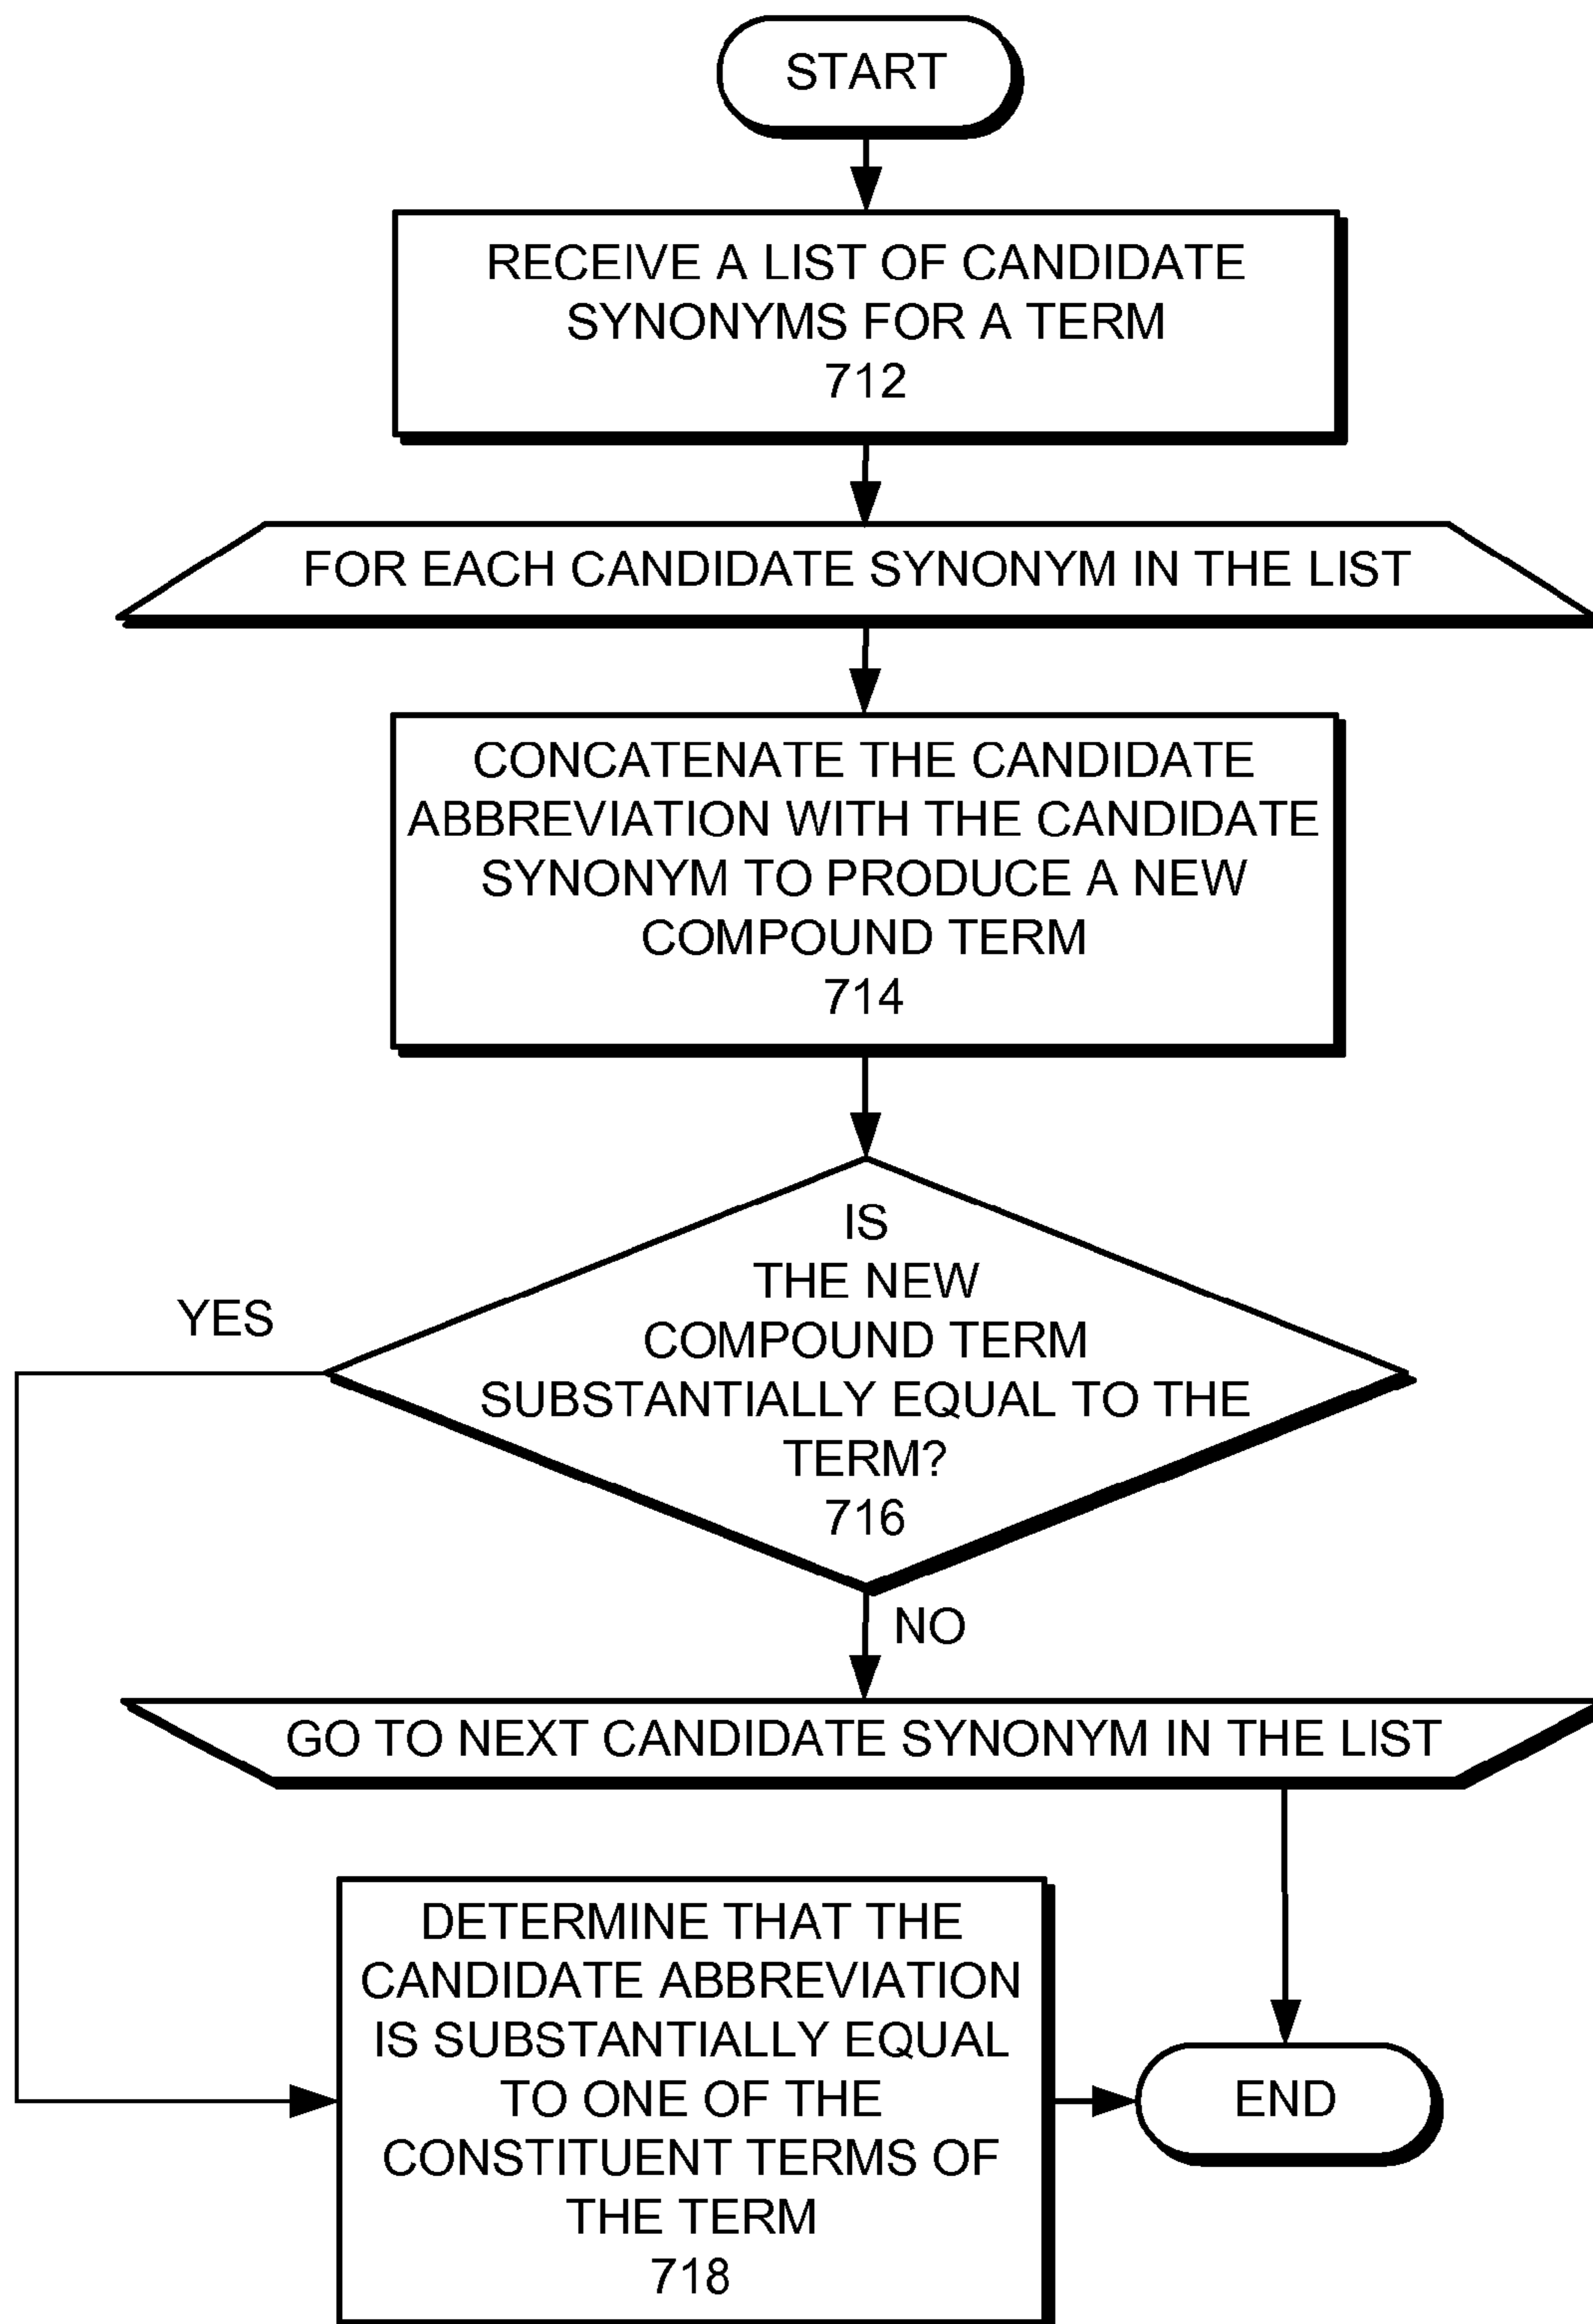 START
RECEIVE A LIST OF CANDIDATE
SYNONYMS FOR A TERM
712
FOR EACH CANDIDATE SYNONYM IN THE LIST
CONCATENATE THE CANDIDATE
ABBREVIATION WITH THE CANDIDATE
SYNONYM TO PRODUCE A NEW
COMPOUND TERM
714
IS
THE NEW
COMPOUND TERM
SUBSTANTIALLY EQUAL TO THE
TERM?
716
YES
NO
GO TO NEXT CANDIDATE SYNONYM IN THE LIST
DETERMINE THAT THE
CANDIDATE ABBREVIATION
IS SUBSTANTIALLY EQUAL
TO ONE OF THE
CONSTITUENT TERMS OF
THE TERM
718
END